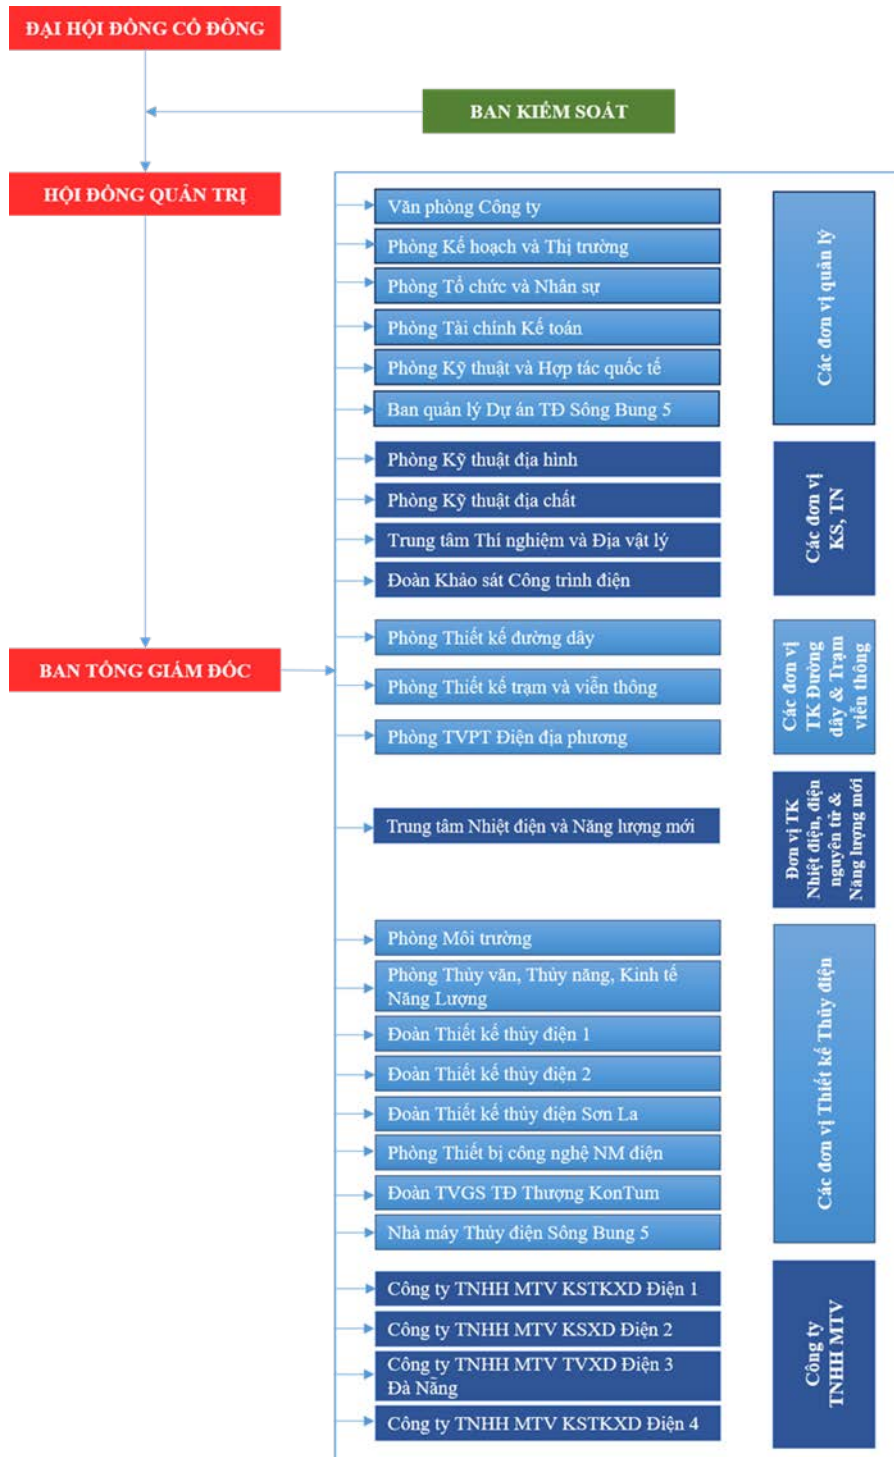 ĐẠI HỘI ĐỒNG CỔ ĐÔNG
BAN KIỂM SOÁT
HỘI ĐỒNG QUẢN TRỊ
Văn phòng Công ty
Phòng Kế hoạch và Thị trường
Phòng Tổ chức và Nhân sự
Phòng Tài chính Kế toán
Phòng Kỹ thuật và Hợp tác quốc tế
Ban quản lý Dự án TĐ Sông Bung 5
Các đơn vị quản lý
Phòng Kỹ thuật địa hình
Phòng Kỹ thuật địa chất
Trung tâm Thí nghiệm và Địa vật lý
Đoàn Khảo sát Công trình điện
Các đơn vị
KS, TN
BAN TỔNG GIÁM ĐỐC
Phòng Thiết kế đường dây
Phòng Thiết kế trạm và viễn thông
Phòng TVPT Điện địa phương
Các đơn vị
TK Đường
dây & Trạm
viễn thông
Trung tâm Nhiệt điện và Năng lượng mới
Đơn vị TK
Nhiệt điện, điện
nguyên tử &
Năng lượng mới
Phòng Môi trường
Phòng Thủy văn, Thủy năng, Kinh tế
Năng Lượng
Đoàn Thiết kế thủy điện 1
Đoàn Thiết kế thủy điện 2
Đoàn Thiết kế thủy điện Sơn La
Phòng Thiết bị công nghệ NM điện
Đoàn TVGS TĐ Thượng KonTum
Nhà máy Thủy điện Sông Bung 5
Các đơn vị Thiết kế Thủy điện
Công ty TNHH MTV KSTKXD Điện 1
Công ty TNHH MTV KSXD Điện 2
Công ty TNHH MTV TVXD Điện 3
Đà Nẵng
Công ty TNHH MTV KSTKXD Điện 4
Công ty
TNHH MTV